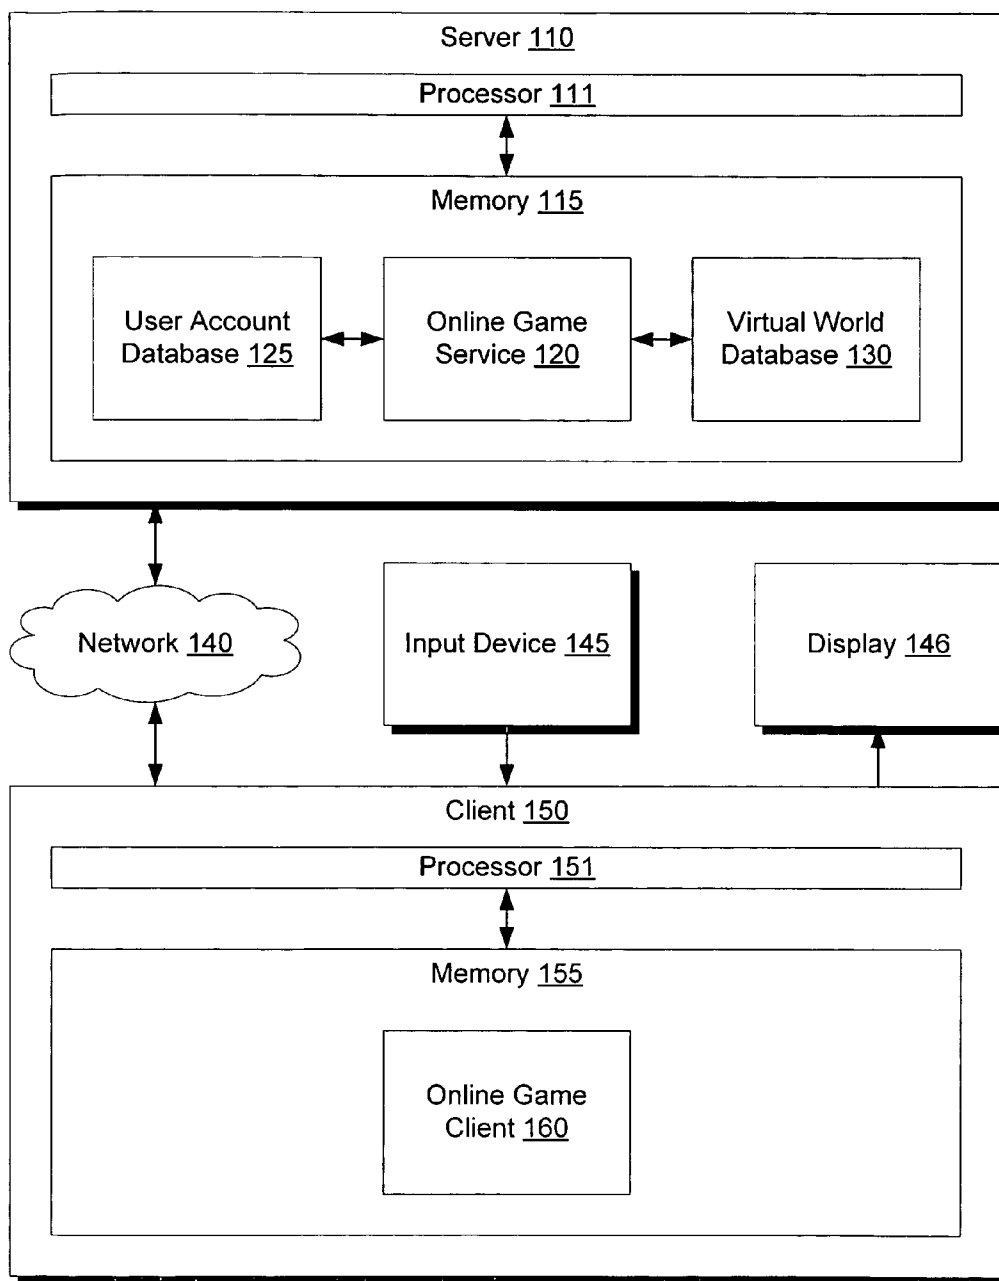 Server 110
Processor 111
Memory 115
User Account
Database 125
Online Game
Service 120
Virtual World
Database 130
Network 140
Input Device 145
Display 146
Client 150
Processor 151
Memory 155
Online Game
Client 160